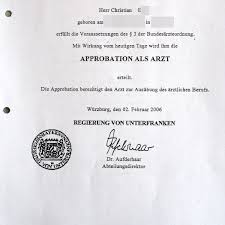 Herr Christian
geboren am in
erfüllt die Voraussetzungen des § 3 der Bundesärzteordnung.
Mit Wirkung vom heutigen Tage wird ihm die
APPROBATION ALS ARZT
erteilt.
Die Approbation berechtigt den Arzt zur Ausübung des ärztlichen Berufs.
Würzburg, den 02. Februar 2006
REGIERUNG VON UNTERFRANKEN
Dr. Aufderhaar
Abteilungsdirektor